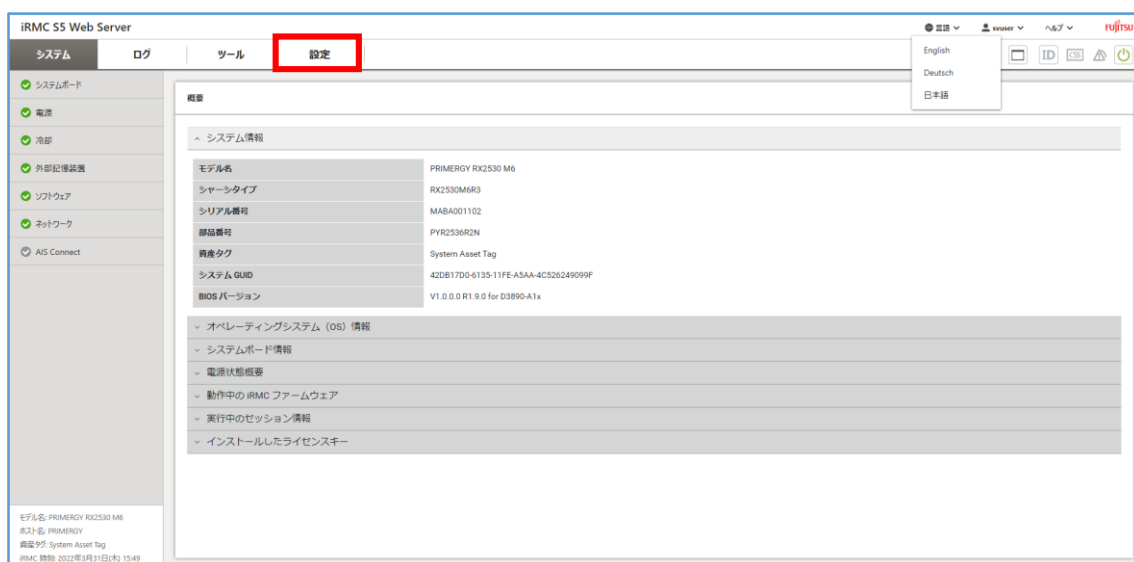 iRMC S5 Web Server
言語 svuser ヘルプ FUJITSU
システム ログ ツール 設定
English
Deutsch
日本語
ID CSS
システムボード
電源
冷却
外部記憶装置
ソフトウェア
ネットワーク
AIS Connect
概要
システム情報
モデル名 PRIMERGY RX2530 M6
シャーシタイプ RX2530M6R3
シリアル番号 MABA001102
部品番号 PYR2536R2N
資産タグ System Asset Tag
システム GUID 42DB17D0-6135-11FE-A5AA-4C526249099F
BIOS バージョン V1.0.0.0 R1.9.0 for D3890-A1x
オペレーティングシステム（OS）情報
システムボード情報
電源状態概要
動作中の iRMC ファームウェア
実行中のセッション情報
インストールしたライセンスキー
モデル名: PRIMERGY RX2530 M6
ホスト名: PRIMERGY
資産タグ: System Asset Tag
iRMC 時刻: 2022年3月31日(木) 15:49